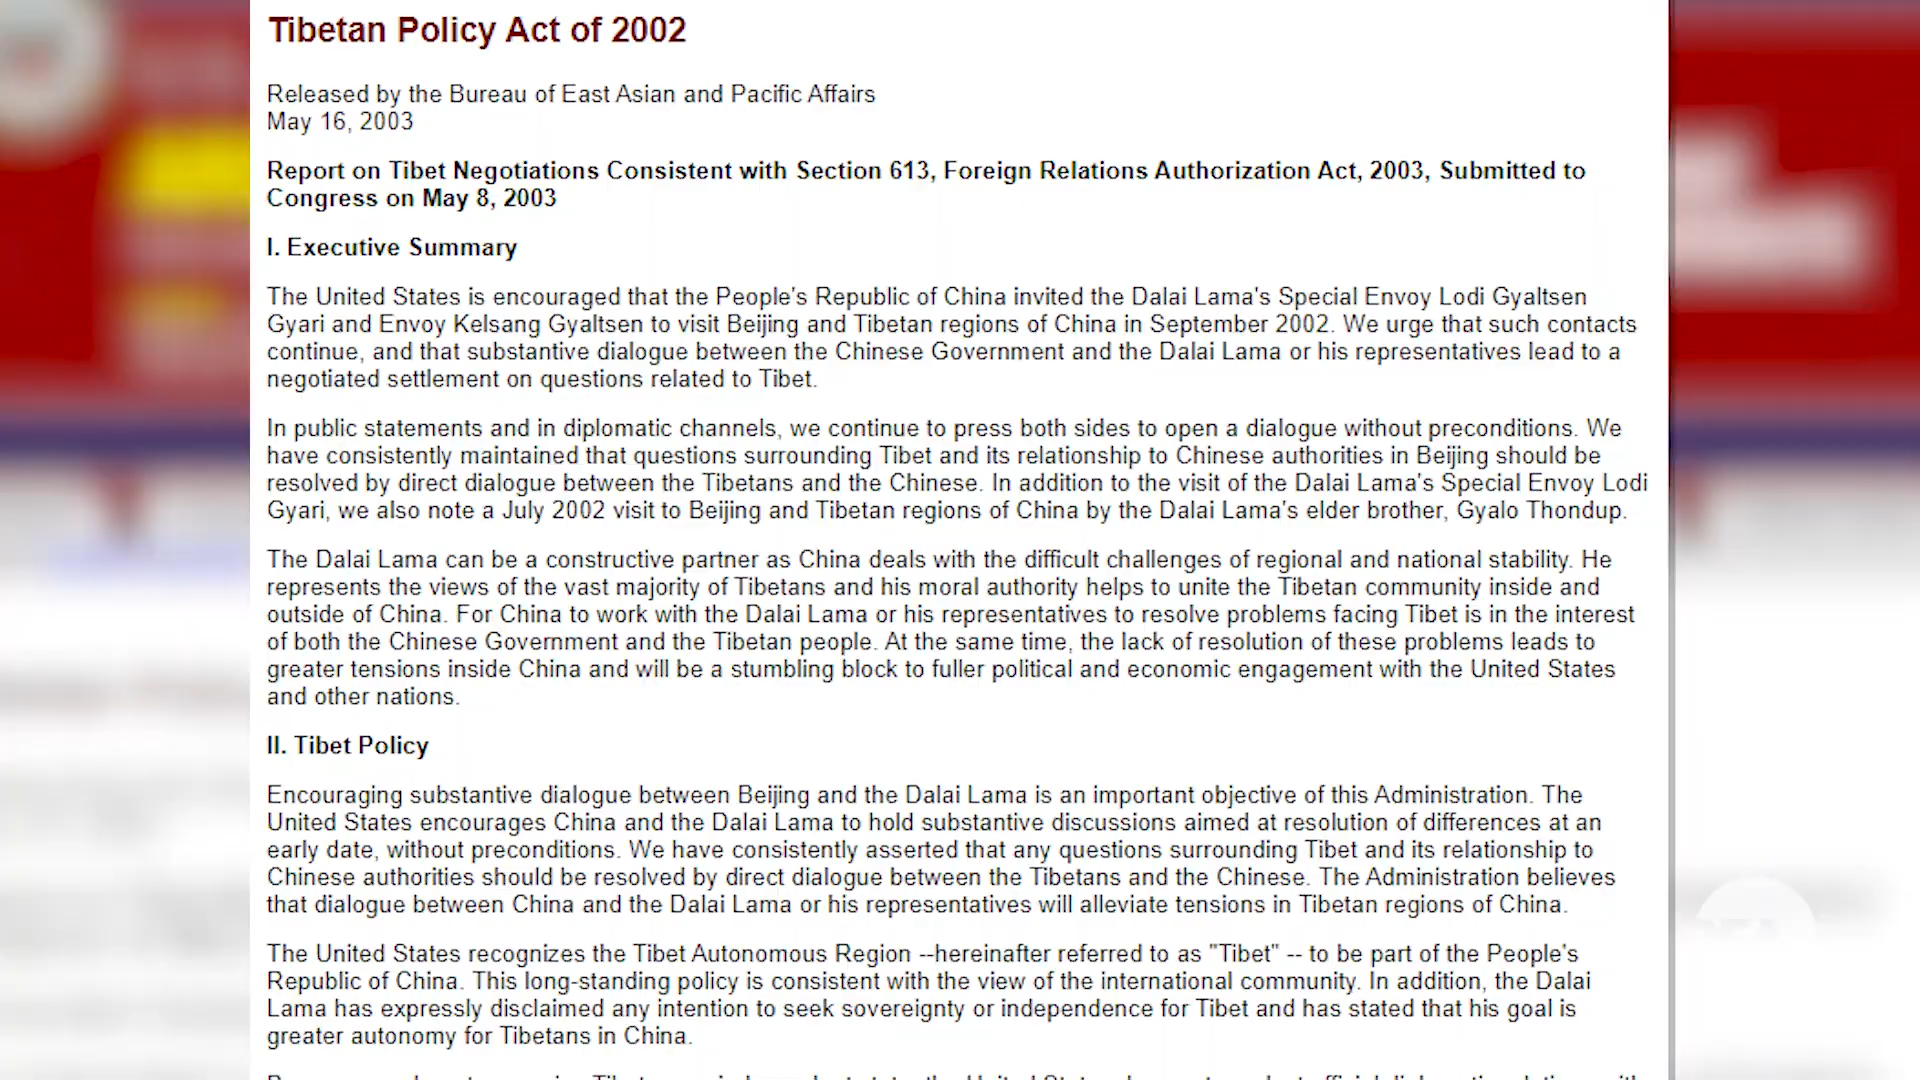 Tibetan Policy Act of 2002
Released by the Bureau of East Asian and Pacific Affairs
May 16, 2003
Report on Tibet Negotiations Consistent with Section 613, Foreign Relations Authorization Act, 2003, Submitted to
Congress on May 8, 2003
I. Executive Summary
The United States is encouraged that the People's Republic of China invited the Dalai Lama's Special Envoy Lodi Gyaltsen
Gyari and Envoy Kelsang Gyaltsen to visit Beijing and Tibetan regions of China in September 2002. We urge that such contacts
continue, and that substantive dialogue between the Chinese Government and the Dalai Lama or his representatives lead to a
negotiated settlement on questions related to Tibet.
In public statements and in diplomatic channels, we continue to press both sides to open a dialogue without preconditions. We
have consistently maintained that questions surrounding Tibet and its relationship to Chinese authorities in Beijing should be
resolved by direct dialogue between the Tibetans and the Chinese. In addition to the visit of the Dalai Lama's Special Envoy Lodi
Gyari, we also note a July 2002 visit to Beijing and Tibetan regions of China by the Dalai Lama's elder brother, Gyalo Thondup.
The Dalai Lama can be a constructive partner as China deals with the difficult challenges of regional and national stability. He
represents the views of the vast majority of Tibetans and his moral authority helps to unite the Tibetan community inside and
outside of China. For China to work with the Dalai Lama or his representatives to resolve problems facing Tibet is in the interest
of both the Chinese Government and the Tibetan people. At the same time, the lack of resolution of these problems leads to
greater tensions inside China and will be a stumbling block to fuller political and economic engagement with the United States
and other nations.
II. Tibet Policy
Encouraging substantive dialogue between Beijing and the Dalai Lama is an important objective of this Administration. The
United States encourages China and the Dalai Lama to hold substantive discussions aimed at resolution of differences at an
early date, without preconditions. We have consistently asserted that any questions surrounding Tibet and its relationship to
Chinese authorities should be resolved by direct dialogue between the Tibetans and the Chinese. The Administration believes
that dialogue between China and the Dalai Lama or his representatives will alleviate tensions in Tibetan regions of China.
The United States recognizes the Tibet Autonomous Region --hereinafter referred to as "Tibet" -- to be part of the People's
Republic of China. This long-standing policy is consistent with the view of the international community. In addition, the Dalai
Lama has expressly disclaimed any intention to seek sovereignty or independence for Tibet and has stated that his goal is
greater autonomy for Tibetans in China.